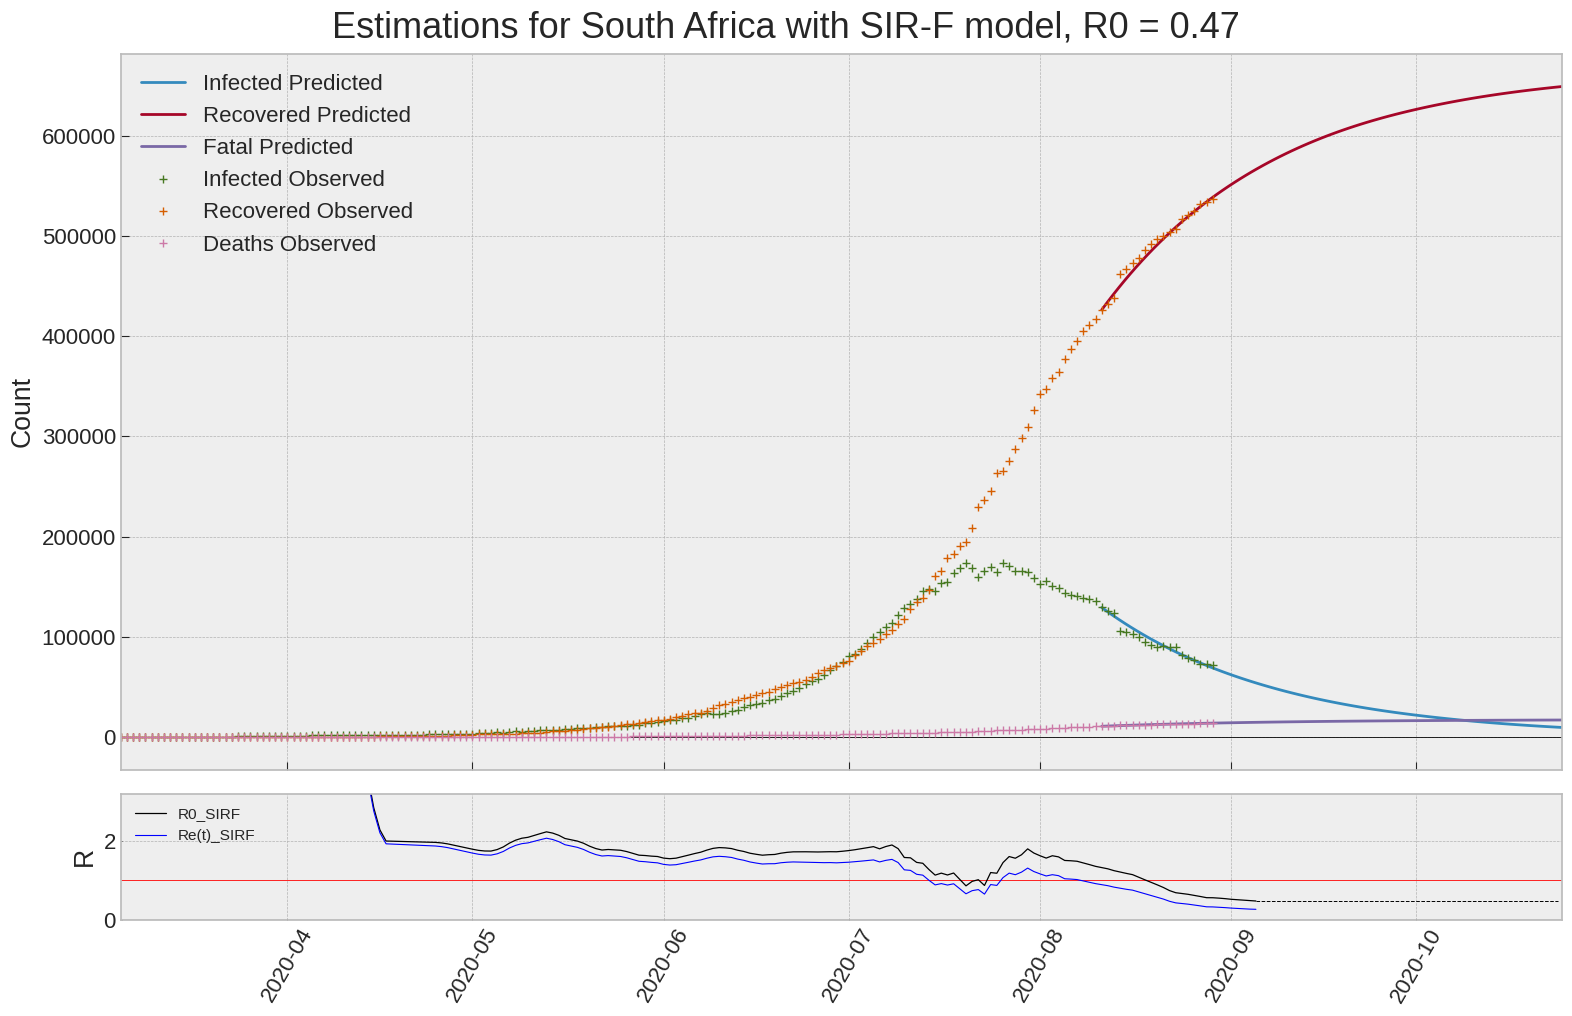 Estimations for South Africa with SIR-F model, R0 = 0.47
Infected Predicted
Recovered Predicted
Fatal Predicted
Infected Observed
Recovered Observed
Deaths Observed
600000
500000
400000
300000
200000
100000
0
Count
R0_SIRF
Re(t)_SIRF
2
0
R
2020-04
2020-05
2020-06
2020-07
2020-08
2020-09
2020-10